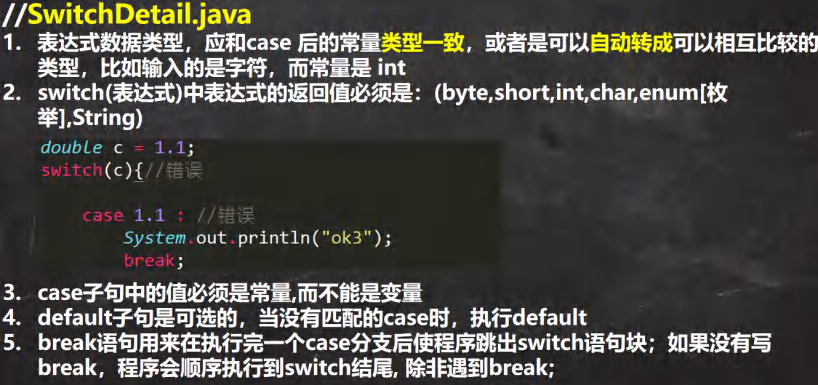 //SwitchDetail.java
1. 表达式数据类型，应和case 后的常量类型一致，或者是可以自动转成可以相互比较的
类型，比如输入的是字符，而常量是 int
2. switch(表达式)中表达式的返回值必须是：(byte,short,int,char,enum[枚
举],String)
double c = 1.1;
switch(c){//错误
case 1.1 : //错误
System.out.println("ok3");
break;
3. case子句中的值必须是常量,而不能是变量
4. default子句是可选的，当没有匹配的case时，执行default
5. break语句用来在执行完一个case分支后使程序跳出switch语句块；如果没有写
break，程序会顺序执行到switch结尾, 除非遇到break;